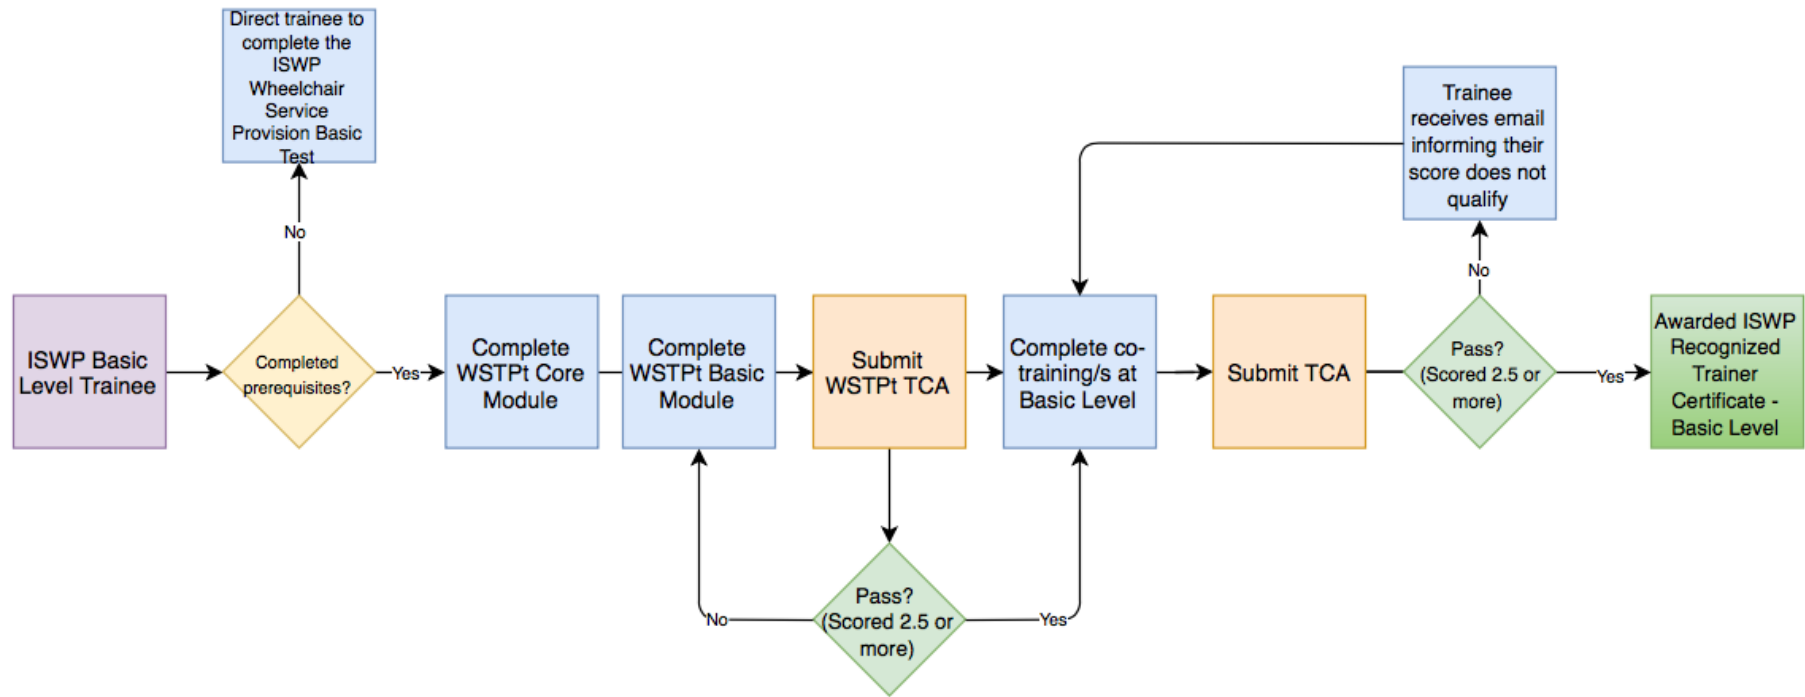 Direct trainee to
complete the
ISWP
Wheelchair
Service
Provision Basic
Test
No
ISWP Basic
Level Trainee
Completed
prerequisites?
Yes
Complete
WSTPt Core
Module
Complete
WSTPt Basic
Module
Submit
WSTPt TCA
Pass?
(Scored 2.5 or
more)
No
Yes
Complete co-
training/s at
Basic Level
Submit TCA
Pass?
(Scored 2.5 or
more)
No
Trainee
receives email
informing their
score does not
qualify
Yes
Awarded ISWP
Recognized
Trainer
Certificate -
Basic Level